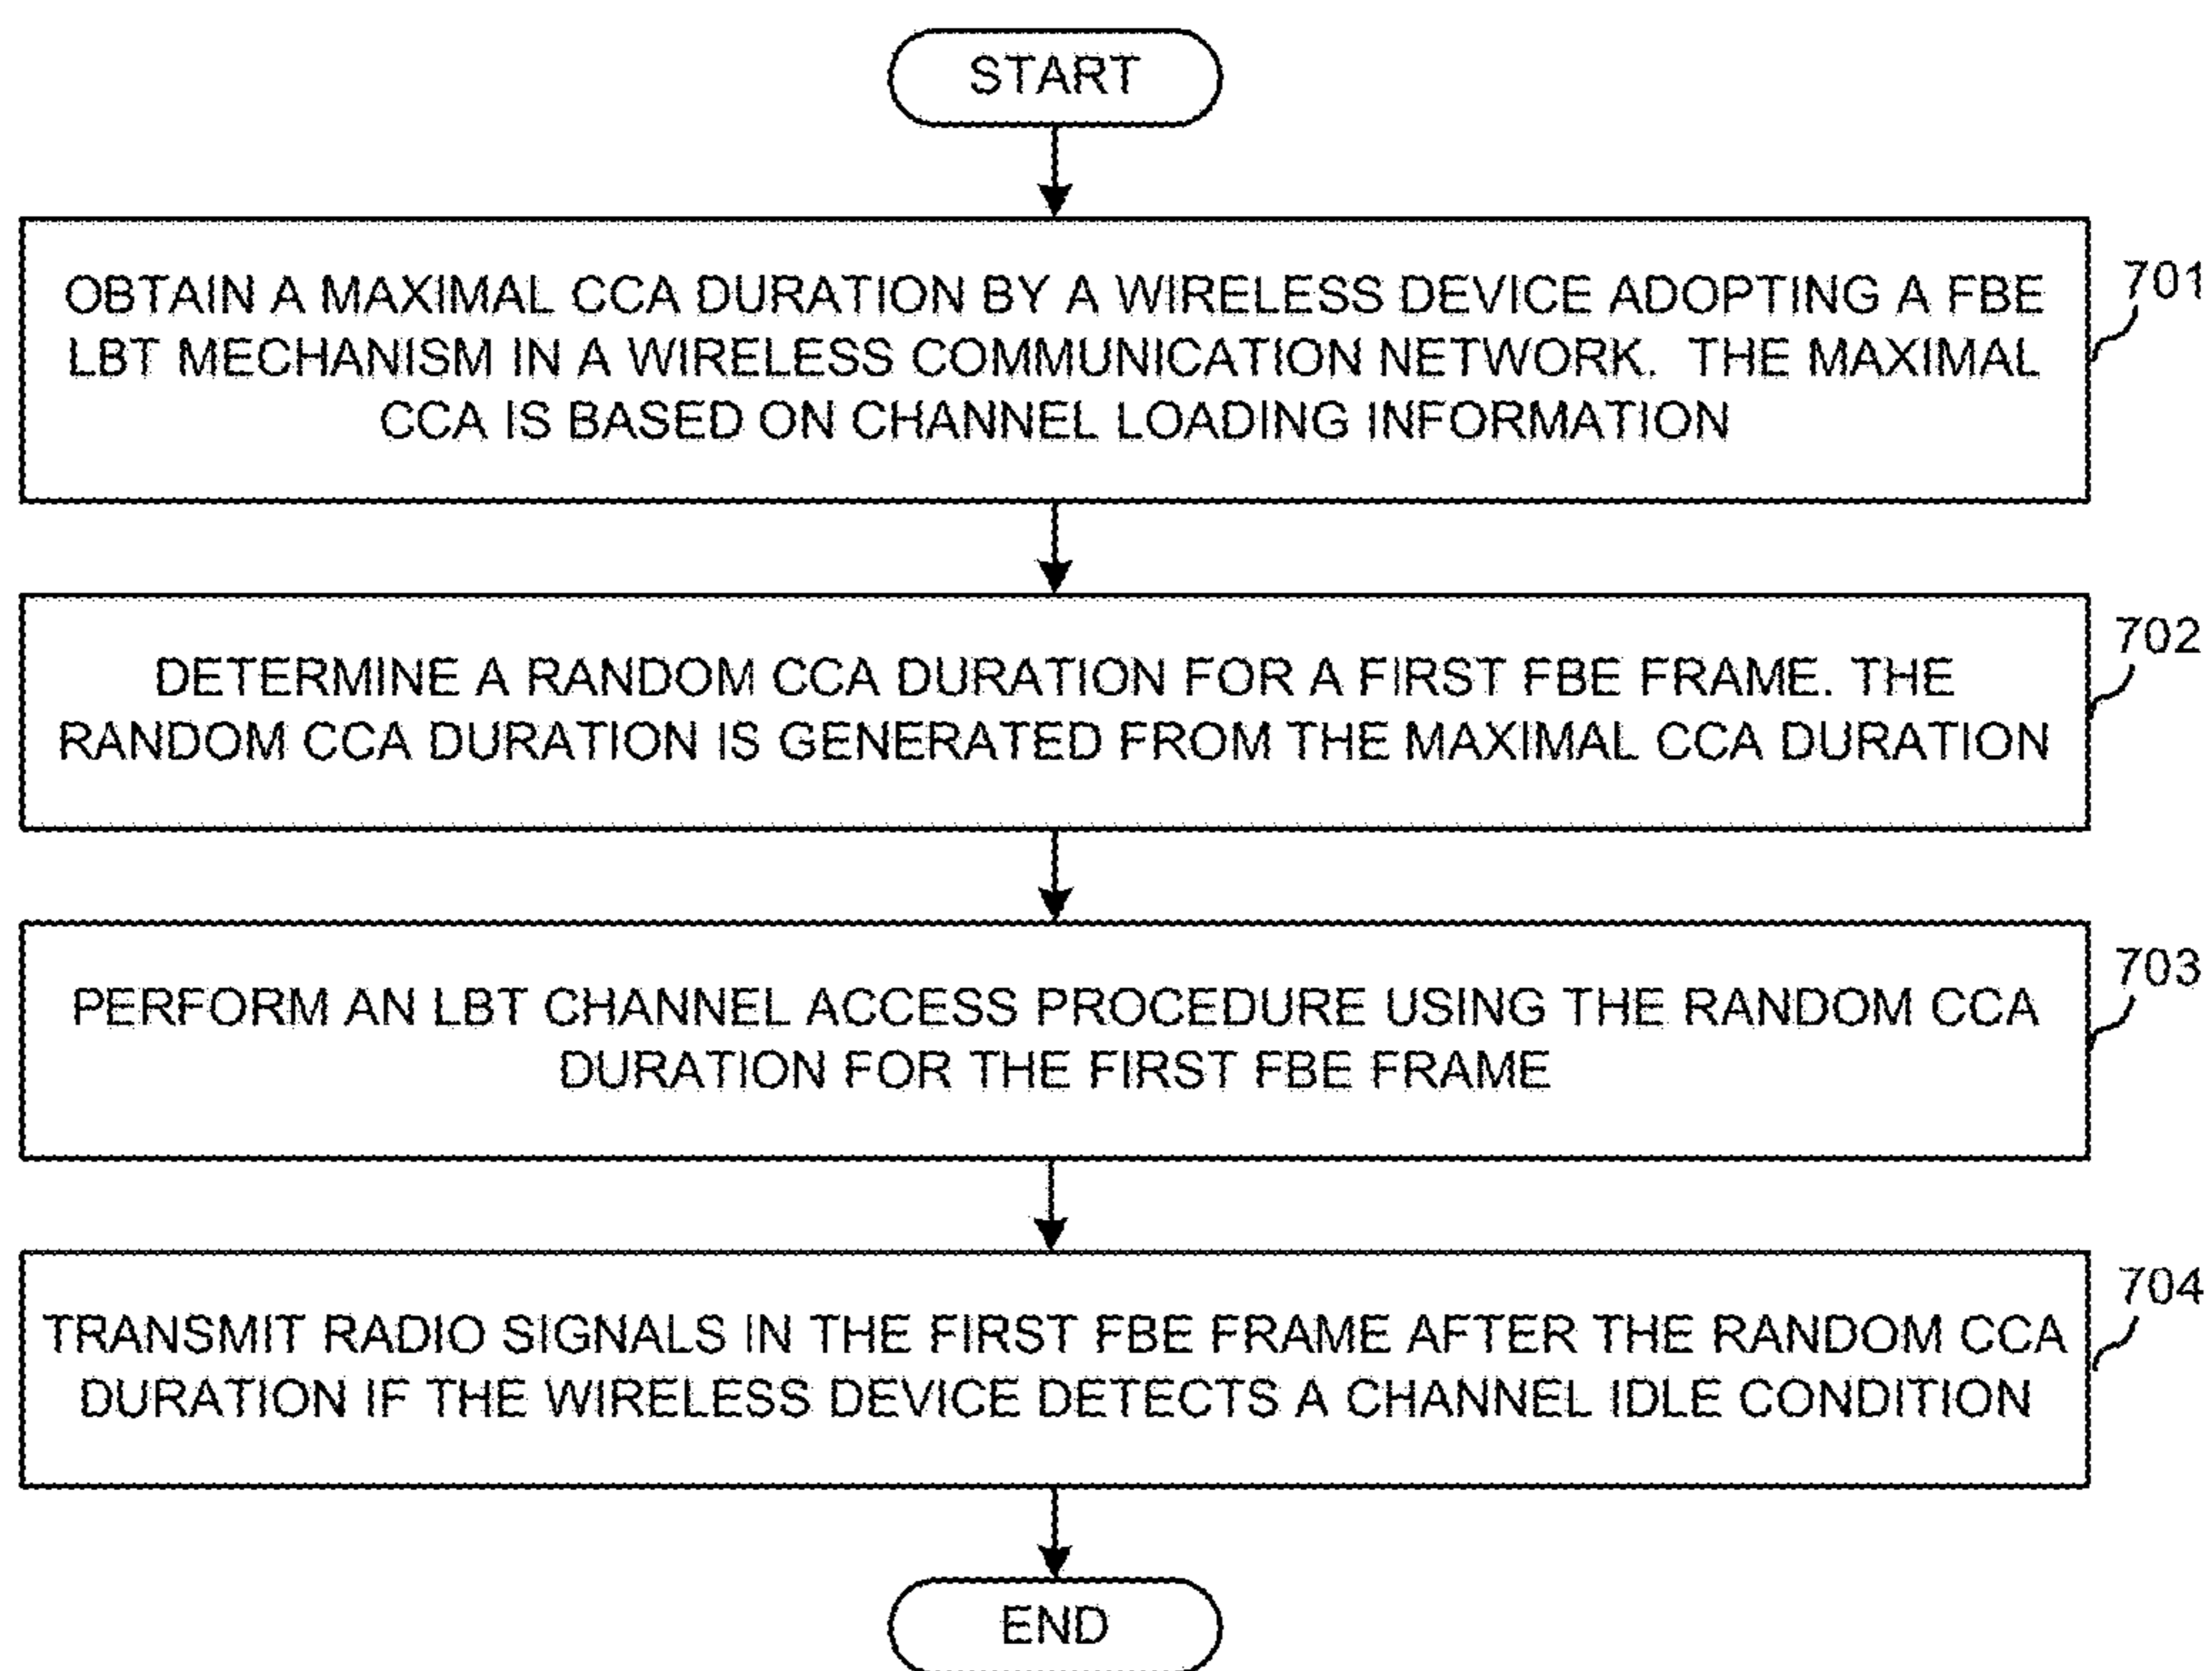 START
OBTAIN A MAXIMAL CCA DURATION BY A WIRELESS DEVICE ADOPTING A FBE
LBT MECHANISM IN A WIRELESS COMMUNICATION NETWORK. THE MAXIMAL
CCA IS BASED ON CHANNEL LOADING INFORMATION
701
DETERMINE A RANDOM CCA DURATION FOR A FIRST FBE FRAME. THE
RANDOM CCA DURATION IS GENERATED FROM THE MAXIMAL CCA DURATION
702
PERFORM AN LBT CHANNEL ACCESS PROCEDURE USING THE RANDOM CCA
DURATION FOR THE FIRST FBE FRAME
703
TRANSMIT RADIO SIGNALS IN THE FIRST FBE FRAME AFTER THE RANDOM CCA
DURATION IF THE WIRELESS DEVICE DETECTS A CHANNEL IDLE CONDITION
704
END